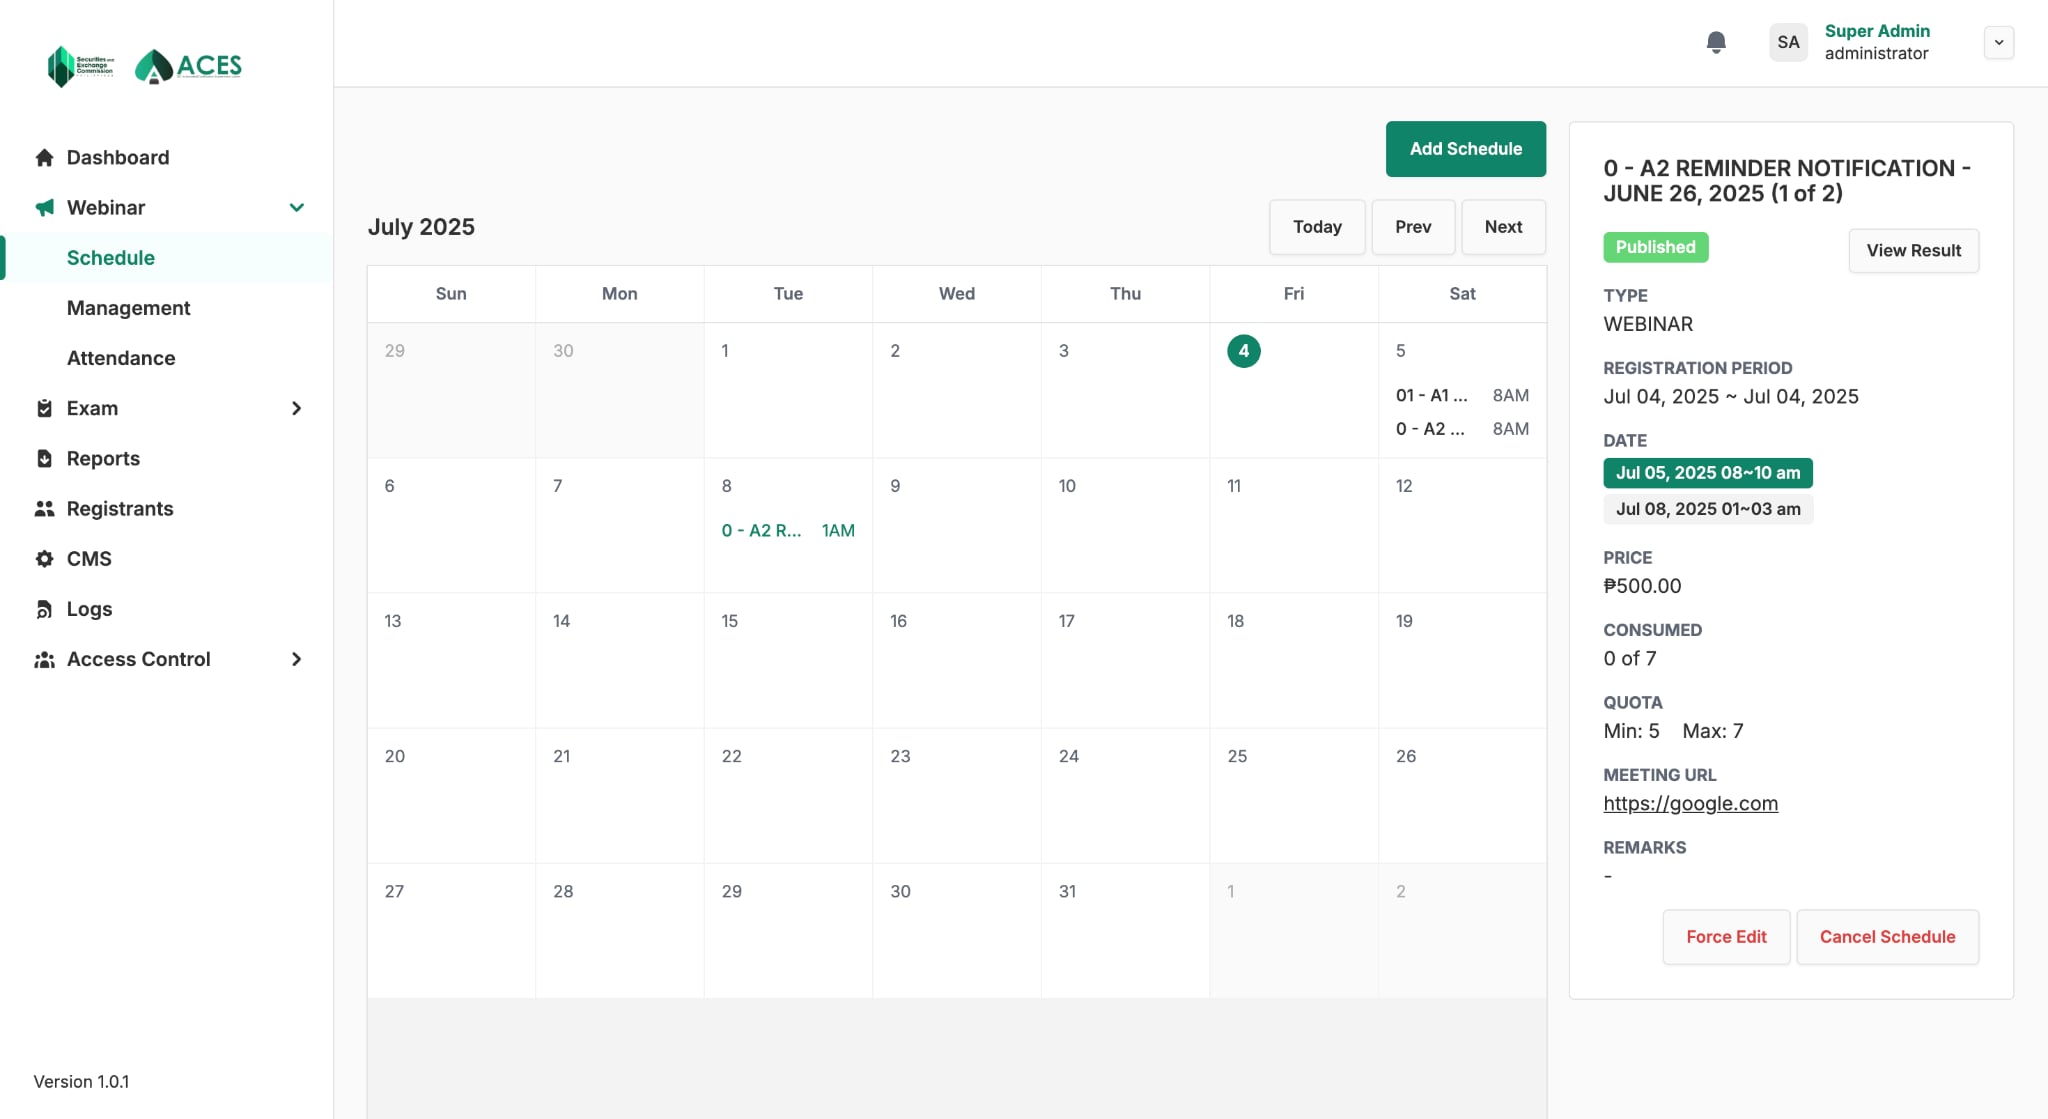 Securities and
Exchange
Commission
PHILIPPINES
ACES
Super Admin
administrator
SA
Dashboard
Webinar
Schedule
Management
Attendance
Exam
Reports
Registrants
CMS
Logs
Access Control
Version 1.0.1
Add Schedule
July 2025
Today
Prev
Next
Sun Mon Tue Wed Thu Fri Sat
29 30 1 2 3 4 5
01 - A1 ... 8AM
0 - A2 ... 8AM
6 7 8 9 10 11 12
0 - A2 R... 1AM
13 14 15 16 17 18 19
20 21 22 23 24 25 26
27 28 29 30 31 1 2
0 - A2 REMINDER NOTIFICATION -
JUNE 26, 2025 (1 of 2)
Published
View Result
TYPE
WEBINAR
REGISTRATION PERIOD
Jul 04, 2025 ~ Jul 04, 2025
DATE
Jul 05, 2025 08~10 am
Jul 08, 2025 01~03 am
PRICE
₱500.00
CONSUMED
0 of 7
QUOTA
Min: 5 Max: 7
MEETING URL
https://google.com
REMARKS
-
Force Edit
Cancel Schedule